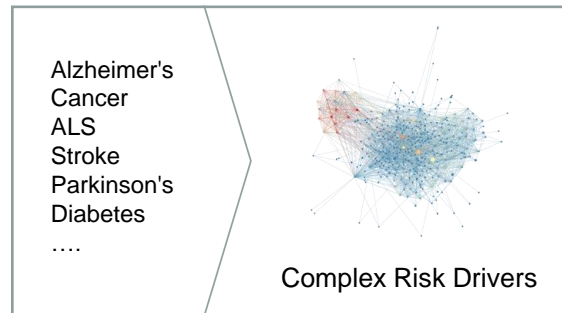 Alzheimer's
Cancer
ALS
Stroke
Parkinson's
Diabetes
….
Complex Risk Drivers